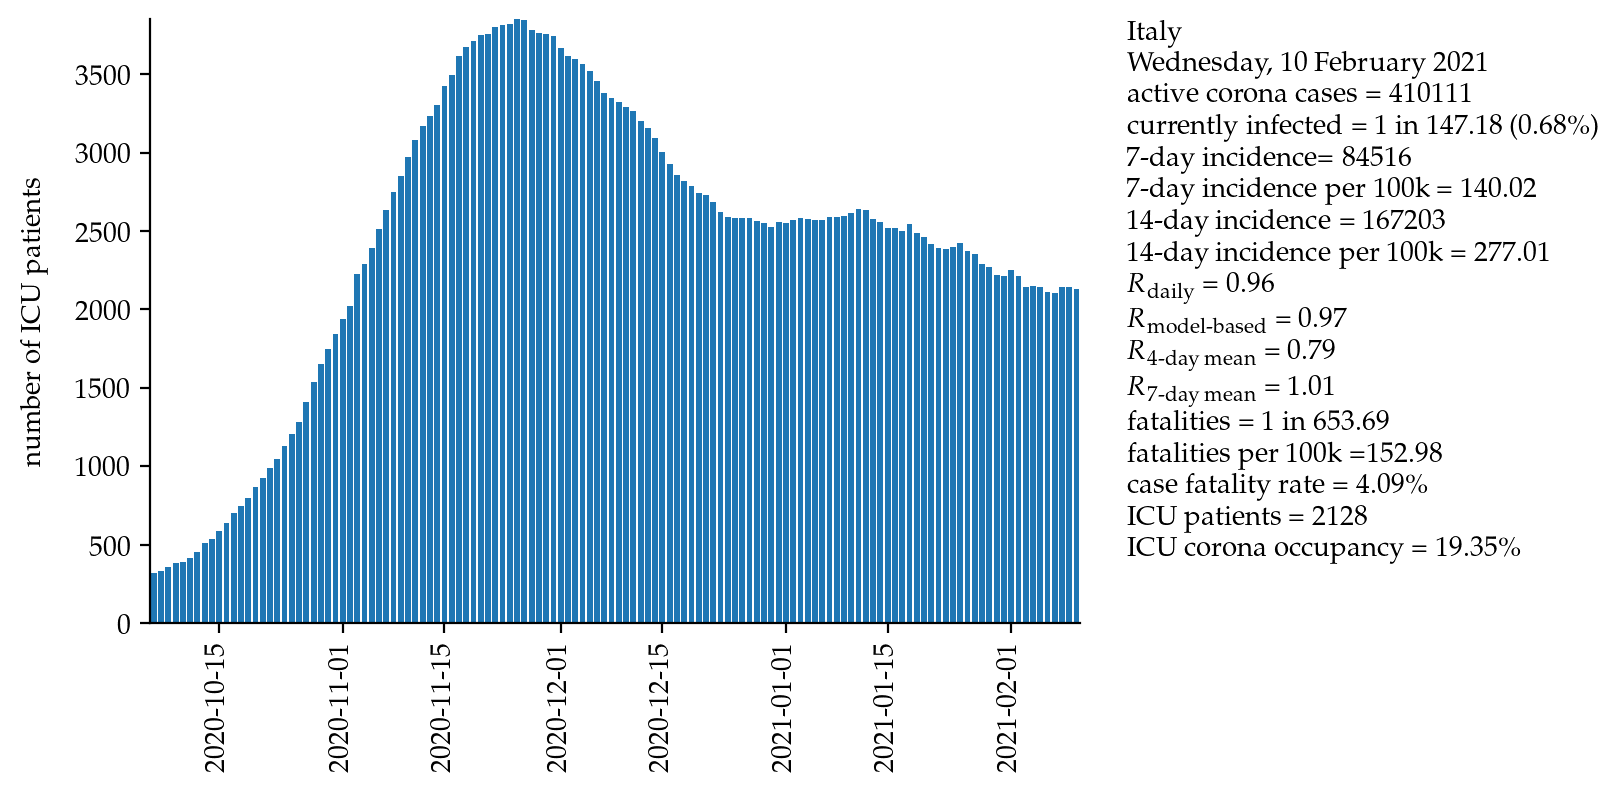 number of ICU patients
3500
3000
2500
2000
1500
1000
500
0
2020-10-15
2020-11-01
2020-11-15
2020-12-01
2020-12-15
2021-01-01
2021-01-15
2021-02-01
Italy
Wednesday, 10 February 2021
active corona cases = 410111
currently infected = 1 in 147.18 (0.68%)
7-day incidence= 84516
7-day incidence per 100k = 140.02
14-day incidence = 167203
14-day incidence per 100k = 277.01
R daily = 0.96
R model-based = 0.97
R 4-day mean = 0.79
R 7-day mean = 1.01
fatalities = 1 in 653.69
fatalities per 100k =152.98
case fatality rate = 4.09%
ICU patients = 2128
ICU corona occupancy = 19.35%